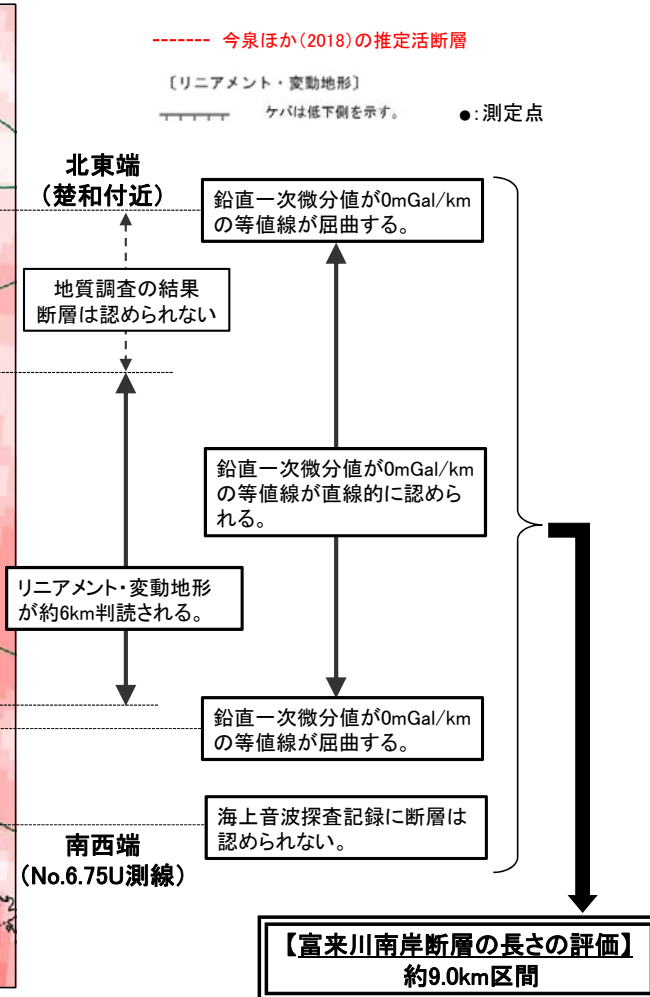 今泉ほか(2018)の推定活断層
〔リニアメント・変動地形〕
ケバは低下側を示す。
●:測定点
北東端
(楚和付近)
鉛直一次微分値が0mGal/km
の等値線が屈曲する。
地質調査の結果
断層は認められない
鉛直一次微分値が0mGal/km
の等値線が直線的に認めら
れる。
リニアメント・変動地形
が約6km判読される。
鉛直一次微分値が0mGal/km
の等値線が屈曲する。
海上音波探査記録に断層は
認められない。
南西端
(No.6.75U測線)
【富来川南岸断層の長さの評価】
約9.0km区間